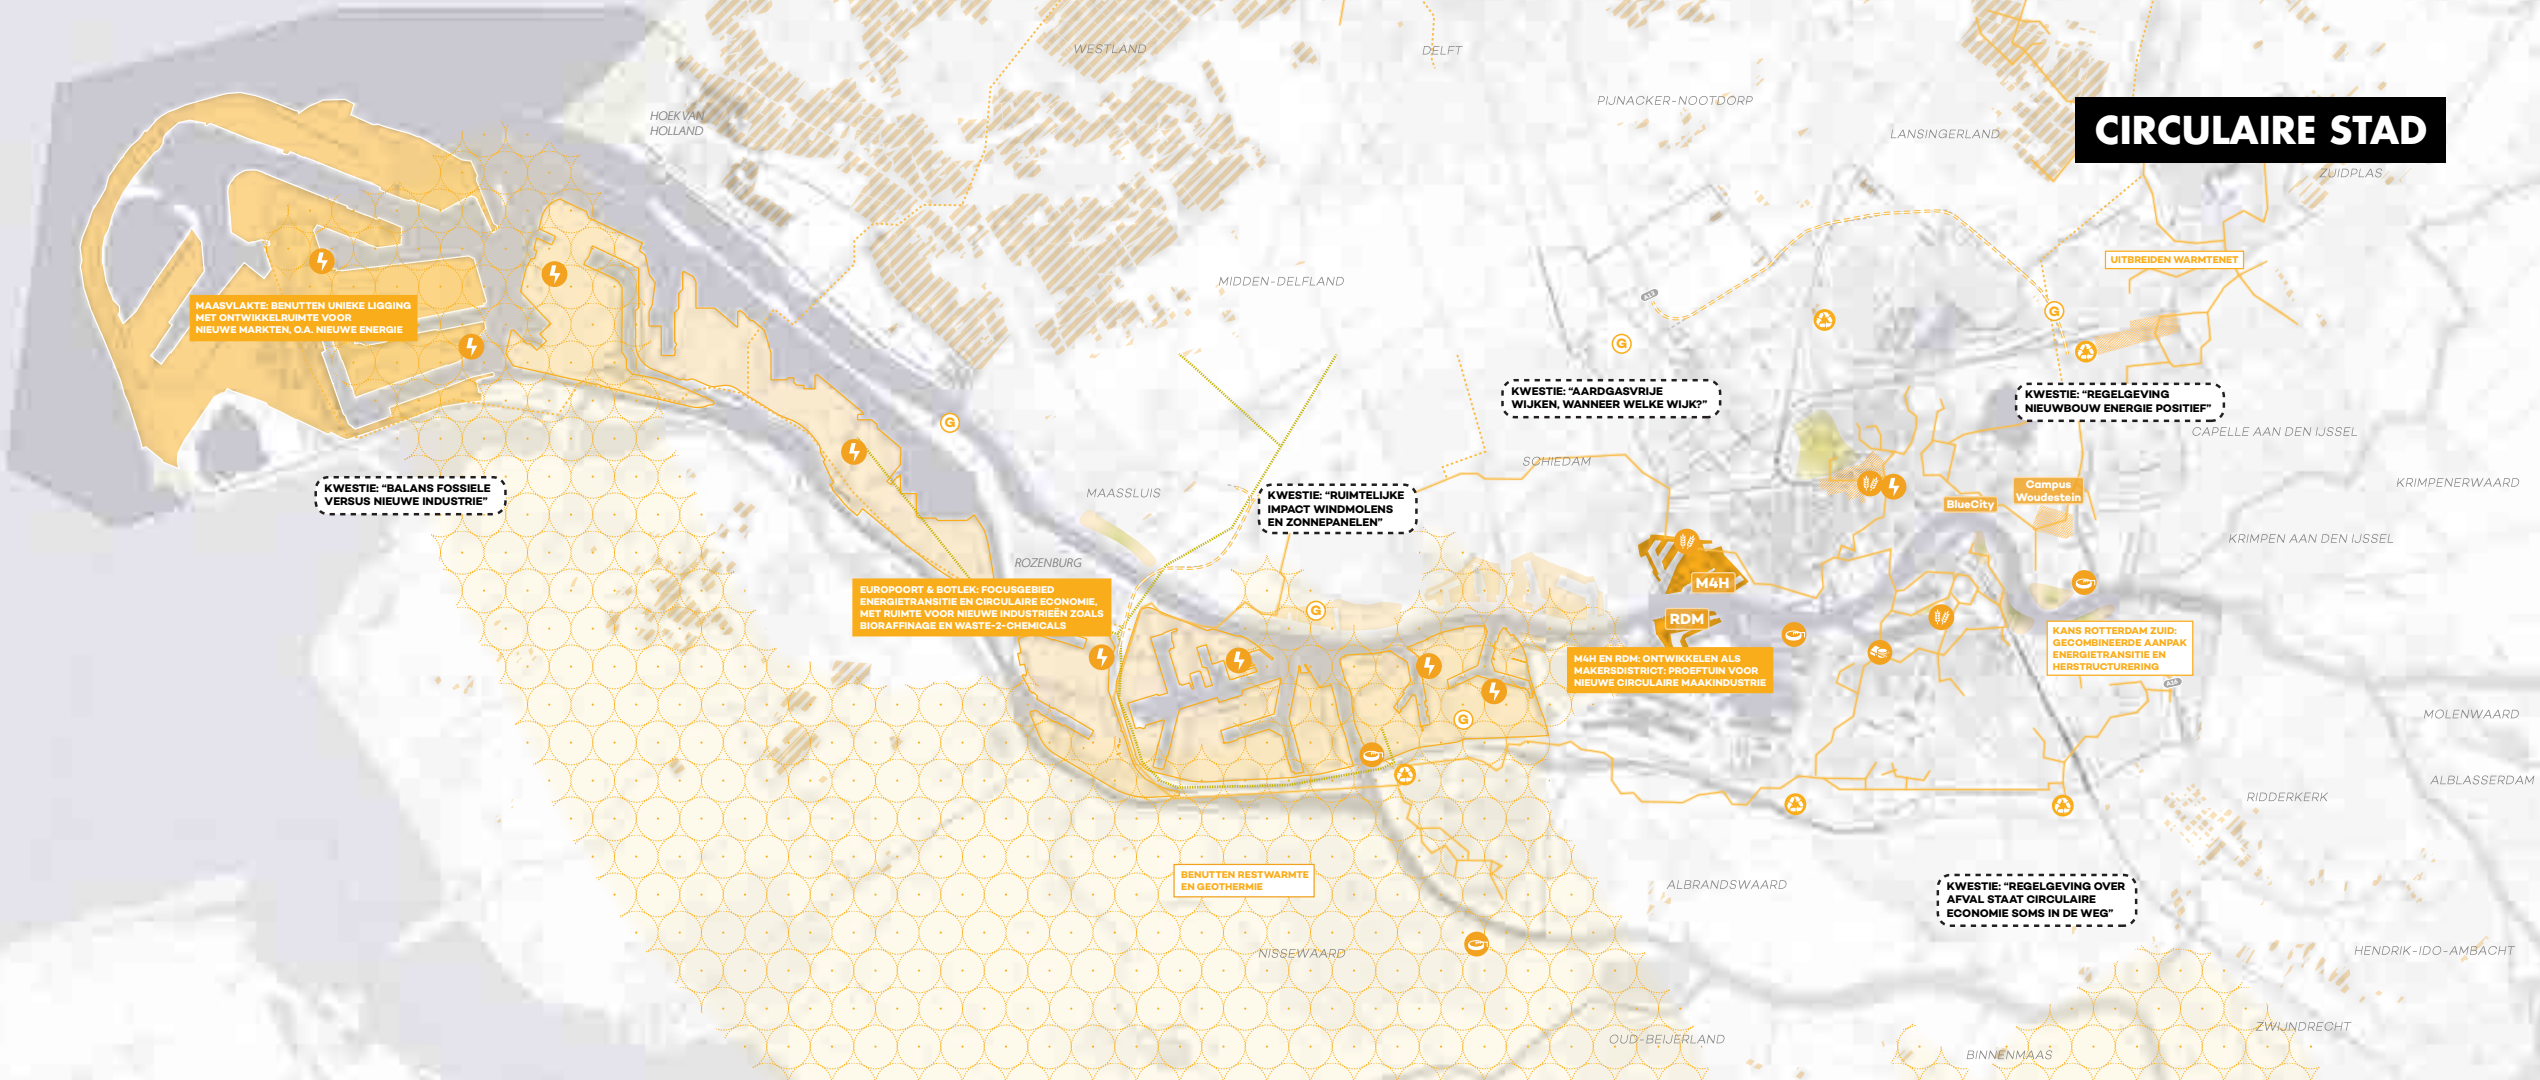 WESTLAND
DELFT
PIJNACKER-NOOTDORP
HOEK VAN
HOLLAND
LANSINGERLAND
CIRCULAIRE STAD
ZUIDPLAS
UITBREIDEN WARMTENET
MIDDEN-DELFLAND
A13
G
G
MAASVLAKTE: BENUTTEN UNIEKE LIGGING
MET ONTWIKKELRUIMTE VOOR
NIEUWE MARKTEN, O.A. NIEUWE ENERGIE
KWESTIE: “AARDGASVRIJE
WIJKEN, WANNEER WELKE WIJK?”
KWESTIE: “REGELGEVING
NIEUWBOUW ENERGIE POSITIEF”
G
CAPELLE AAN DEN IJSSEL
SCHIEDAM
KRIMPENERWAARD
KWESTIE: “BALANS FOSSIELE
VERSUS NIEUWE INDUSTRIE”
MAASSLUIS
KWESTIE: “RUIMTELIJKE
IMPACT WINDMOLENS
EN ZONNEPANELEN”
BlueCity
Campus
Woudestein
KRIMPEN AAN DEN IJSSEL
ROZENBURG
M4H
EUROPOORT & BOTLEK: FOCUSGEBIED
ENERGIETRANSITIE EN CIRCULAIRE ECONOMIE,
MET RUIMTE VOOR NIEUWE INDUSTRIEËN ZOALS
BIORAFFINAGE EN WASTE-2-CHEMICALS
G
RDM
M4H EN RDM: ONTWIKKELEN ALS
MAKERSDISTRICT: PROEFTUIN VOOR
NIEUWE CIRCULAIRE MAAKINDUSTRIE
KANS ROTTERDAM ZUID:
GECOMBINEERDE AANPAK
ENERGIETRANSITIE EN
HERSTRUCTURERING
A16
G
MOLENWAARD
ALBLASSERDAM
RIDDERKERK
BENUTTEN RESTWARMTE
EN GEOTHERMIE
ALBRANDSWAARD
KWESTIE: “REGELGEVING OVER
AFVAL STAAT CIRCULAIRE
ECONOMIE SOMS IN DE WEG”
NISSEWAARD
HENDRIK-IDO-AMBACHT
ZWIJNDRECHT
OUD-BEIJERLAND
BINNENMAAS